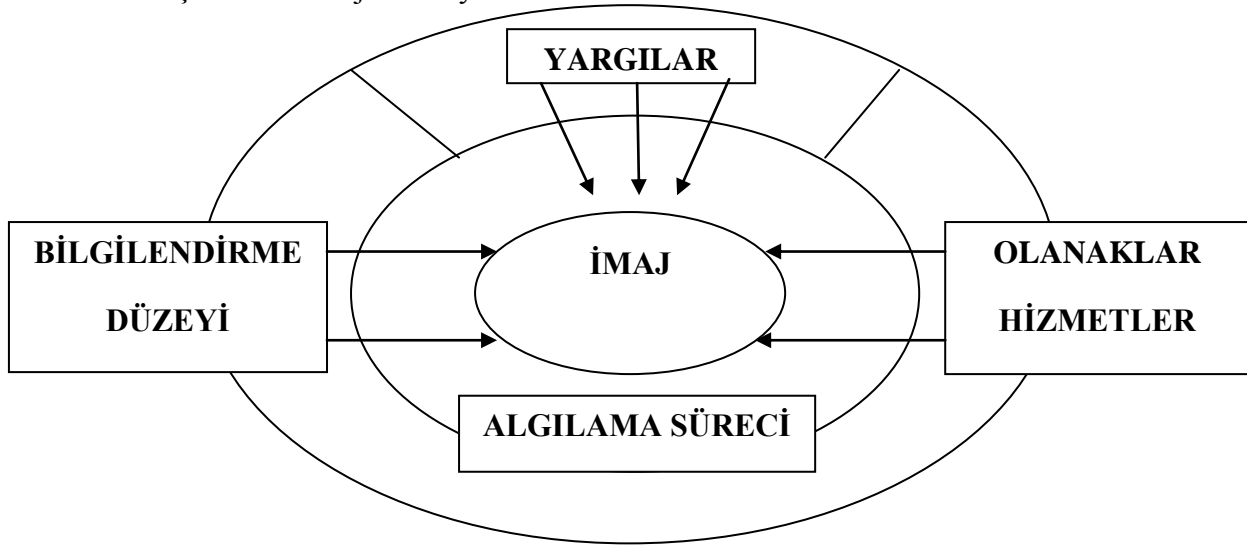 YARGILAR
BİLGİLENDİRME
DÜZEYİ
İMAJ
OLANAKLAR
HİZMETLER
ALGILAMA SÜRECİ